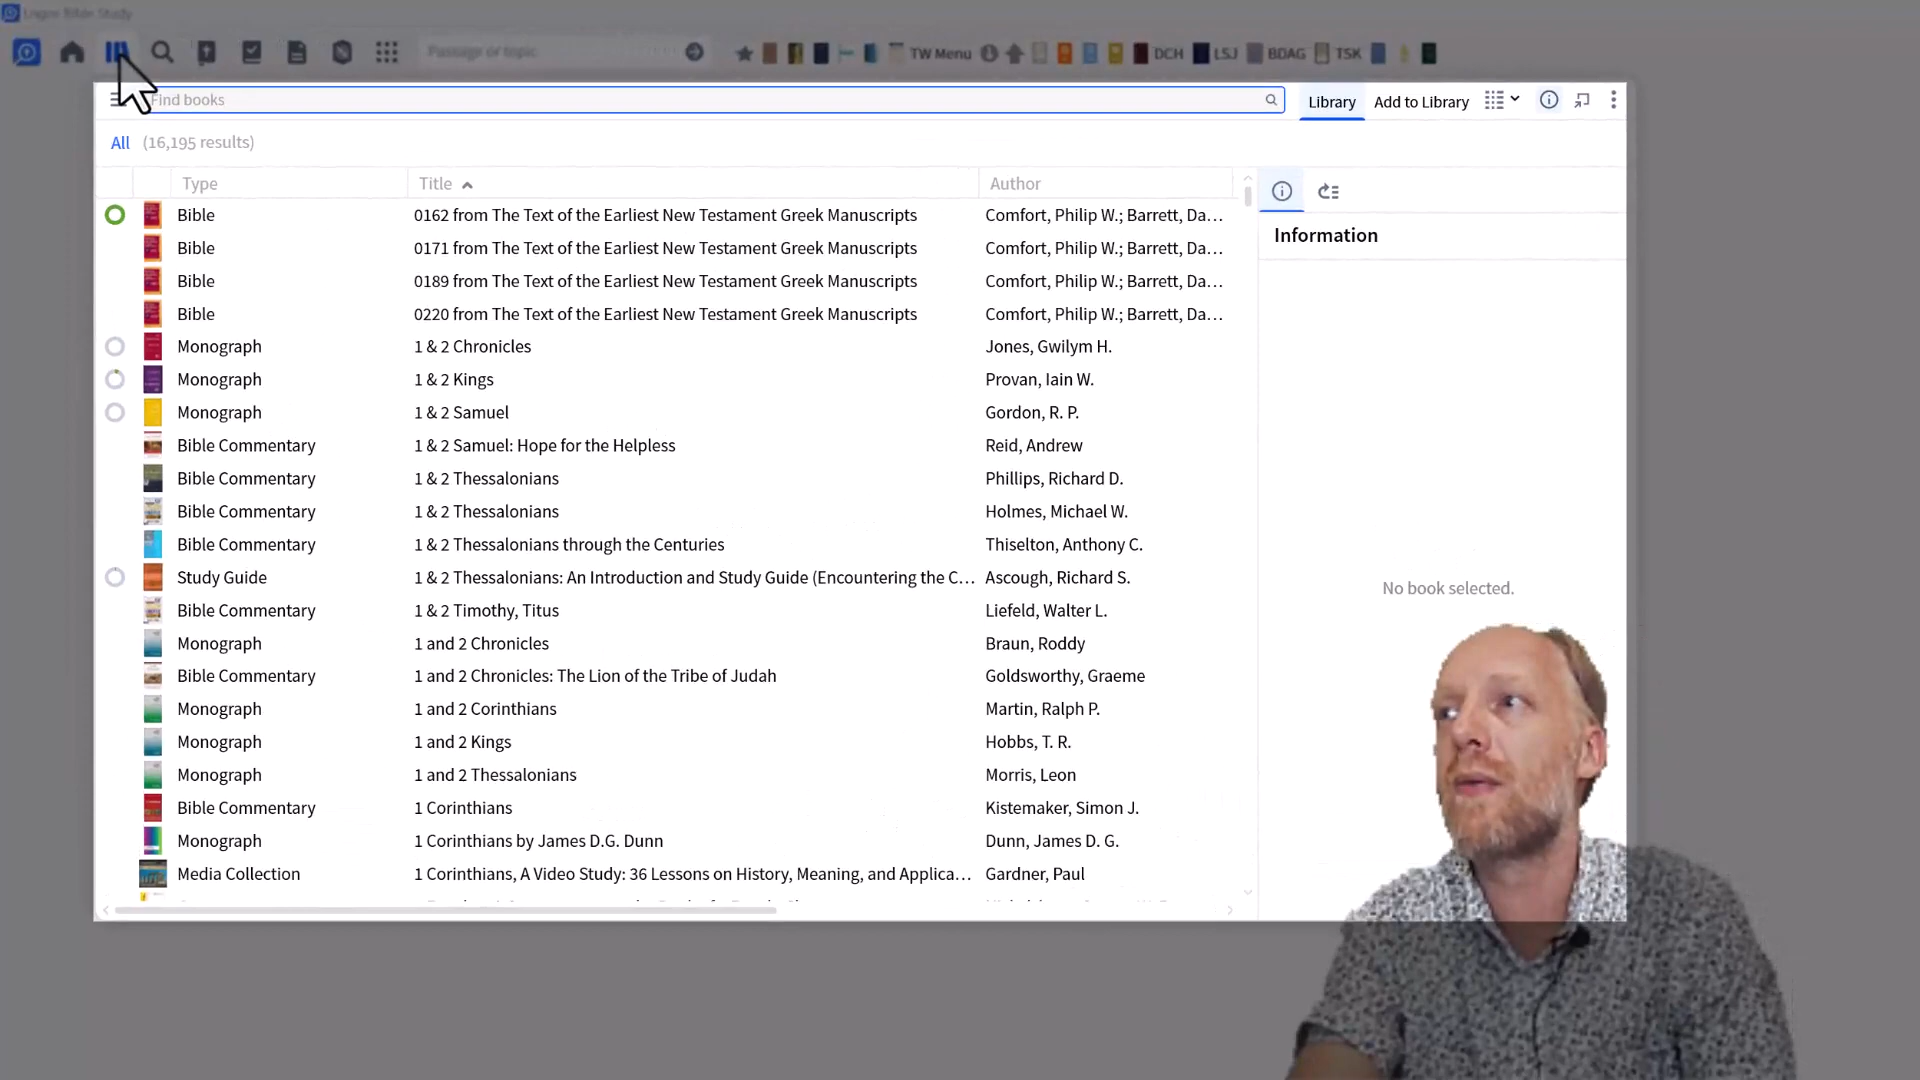 Logos Bible Study
Passage or topic
TW Menu DCH LSJ BDAG TSK
Find books Library Add to Library
All (16,195 results)
Type Title Author
Information
Bible 0162 from The Text of the Earliest New Testament Greek Manuscripts Comfort, Philip W.; Barrett, Da…
Bible 0171 from The Text of the Earliest New Testament Greek Manuscripts Comfort, Philip W.; Barrett, Da…
Bible 0189 from The Text of the Earliest New Testament Greek Manuscripts Comfort, Philip W.; Barrett, Da…
Bible 0220 from The Text of the Earliest New Testament Greek Manuscripts Comfort, Philip W.; Barrett, Da…
Monograph 1 & 2 Chronicles Jones, Gwilym H.
Monograph 1 & 2 Kings Provan, Iain W.
Monograph 1 & 2 Samuel Gordon, R. P.
Bible Commentary 1 & 2 Samuel: Hope for the Helpless Reid, Andrew
Bible Commentary 1 & 2 Thessalonians Phillips, Richard D.
Bible Commentary 1 & 2 Thessalonians Holmes, Michael W.
Bible Commentary 1 & 2 Thessalonians through the Centuries Thiselton, Anthony C.
Study Guide 1 & 2 Thessalonians: An Introduction and Study Guide (Encountering the C… Ascough, Richard S.
No book selected.
Bible Commentary 1 & 2 Timothy, Titus Liefeld, Walter L.
Monograph 1 and 2 Chronicles Braun, Roddy
Bible Commentary 1 and 2 Chronicles: The Lion of the Tribe of Judah Goldsworthy, Graeme
Monograph 1 and 2 Corinthians Martin, Ralph P.
Monograph 1 and 2 Kings Hobbs, T. R.
Monograph 1 and 2 Thessalonians Morris, Leon
Bible Commentary 1 Corinthians Kistemaker, Simon J.
Monograph 1 Corinthians by James D.G. Dunn Dunn, James D. G.
Media Collection 1 Corinthians, A Video Study: 36 Lessons on History, Meaning, and Applica… Gardner, Paul